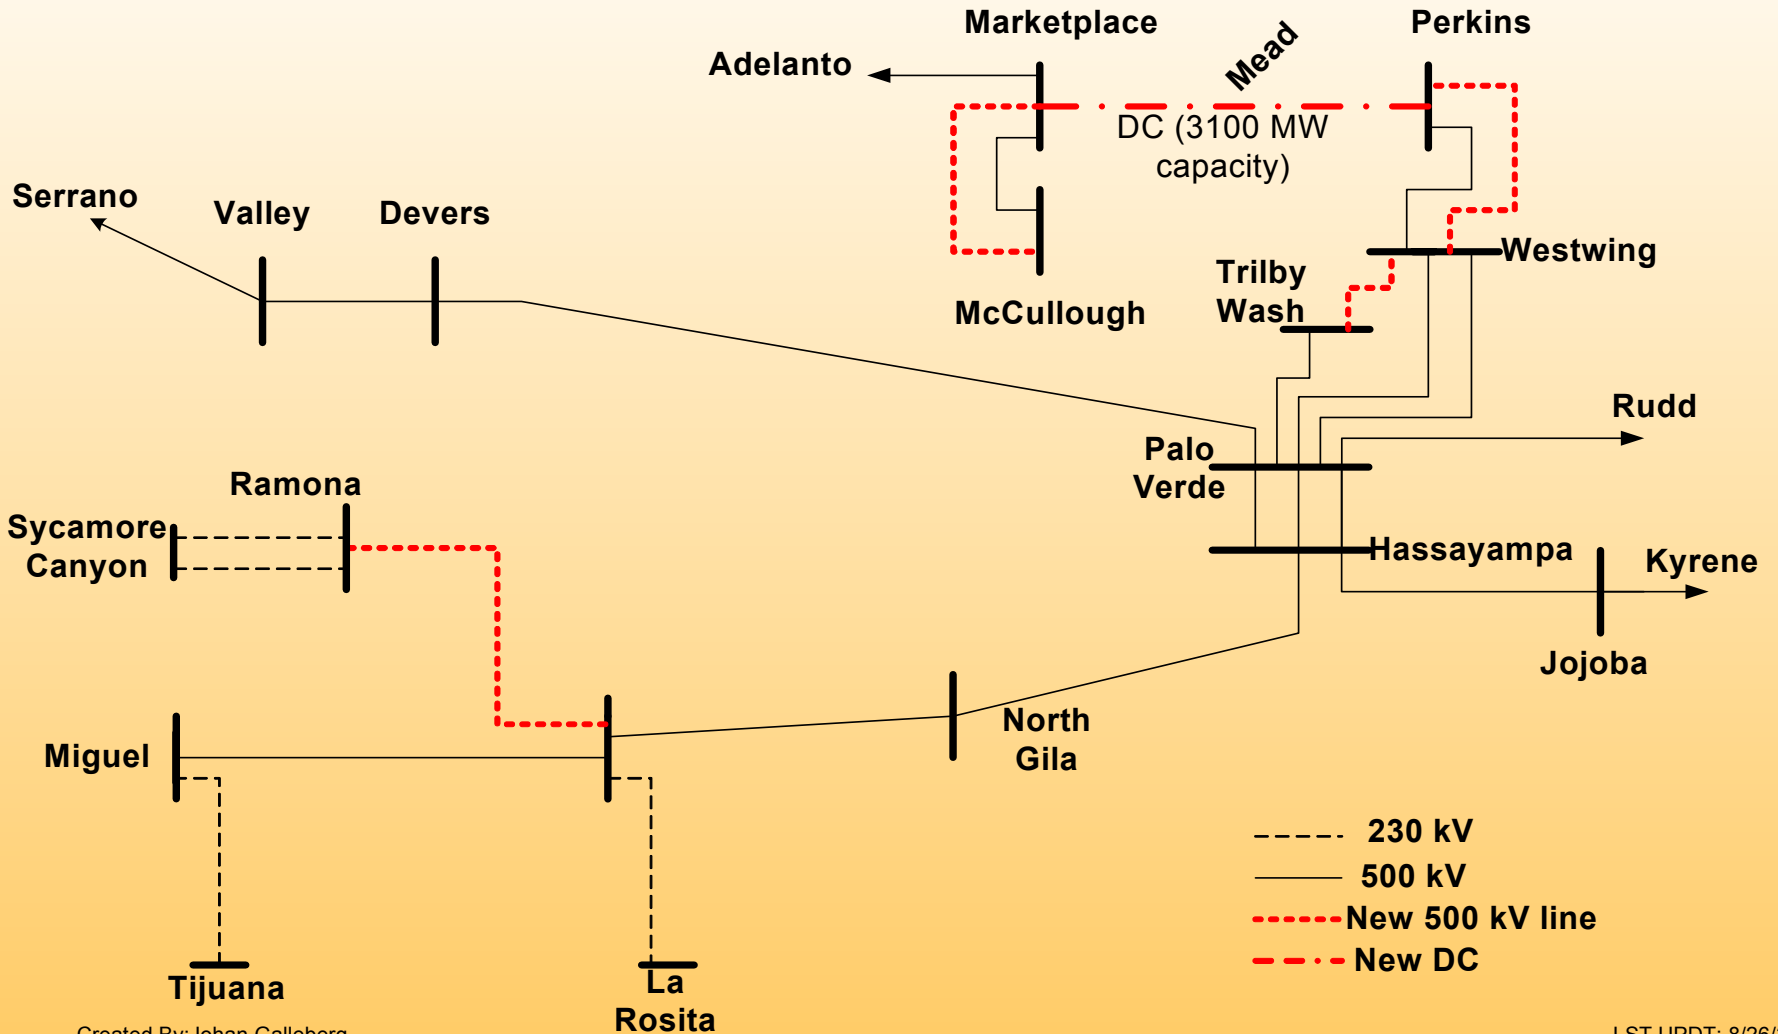 Marketplace
Perkins
Adelanto
Mead
DC (3100 MW
capacity)
Serrano
Valley
Devers
Westwing
Trilby
Wash
McCullough
Rudd
Palo
Verde
Ramona
Sycamore
Canyon
Hassayampa
Kyrene
Jojoba
North
Gila
Miguel
230 kV
500 kV
New 500 kV line
New DC
Tijuana
La
Rosita